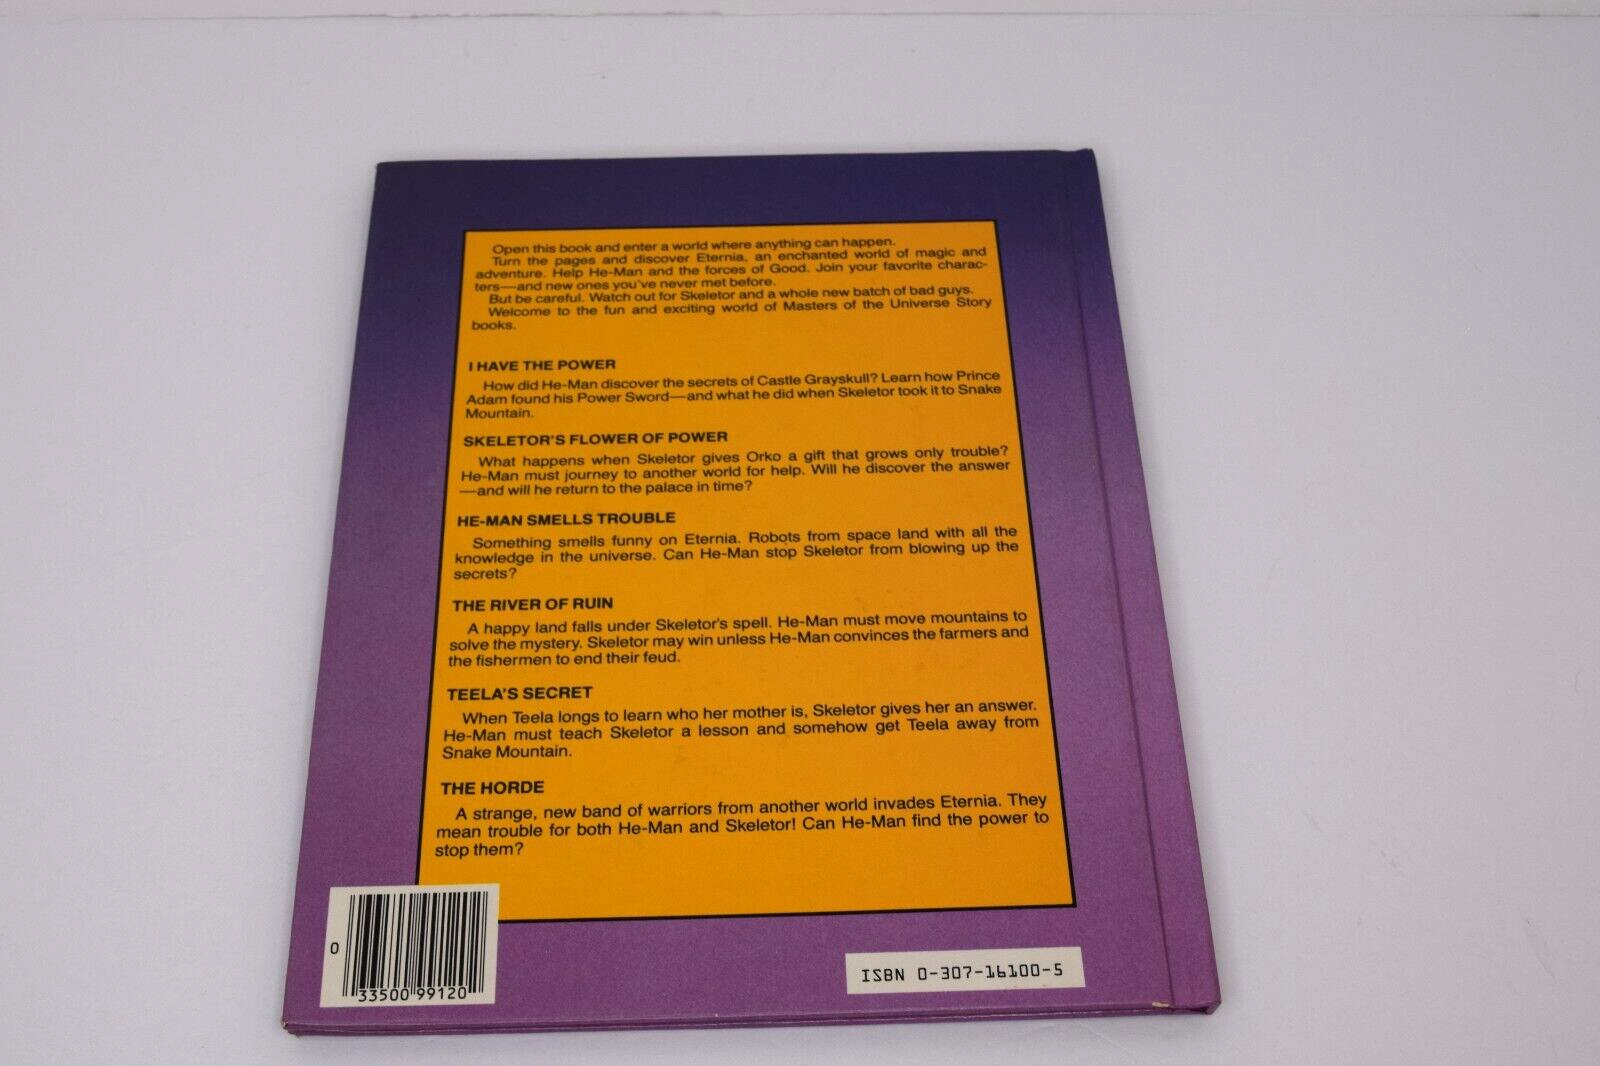 Open this book and enter a world where anything can happen.
Turn the pages and discover Eternia, an enchanted world of magic and
adventure. Help He-Man and the forces of Good. Join your favorite charac-
ters—and new ones you've never met before.
But be careful. Watch out for Skeletor and a whole new batch of bad guys.
Welcome to the fun and exciting world of Masters of the Universe Story
books.
I HAVE THE POWER
How did He-Man discover the secrets of Castle Grayskull? Learn how Prince
Adam found his Power Sword—and what he did when Skeletor took it to Snake
Mountain.
SKELETOR'S FLOWER OF POWER
What happens when Skeletor gives Orko a gift that grows only trouble?
He-Man must journey to another world for help. Will he discover the answer
—and will he return to the palace in time?
HE-MAN SMELLS TROUBLE
Something smells funny on Eternia. Robots from space land with all the
knowledge in the universe. Can He-Man stop Skeletor from blowing up the
secrets?
THE RIVER OF RUIN
A happy land falls under Skeletor's spell. He-Man must move mountains to
solve the mystery. Skeletor may win unless He-Man convinces the farmers and
the fishermen to end their feud.
TEELA'S SECRET
When Teela longs to learn who her mother is, Skeletor gives her an answer.
He-Man must teach Skeletor a lesson and somehow get Teela away from
Snake Mountain.
THE HORDE
A strange, new band of warriors from another world invades Eternia. They
mean trouble for both He-Man and Skeletor! Can He-Man find the power to
stop them?
0
33500 99120
ISBN 0-307-16100-5